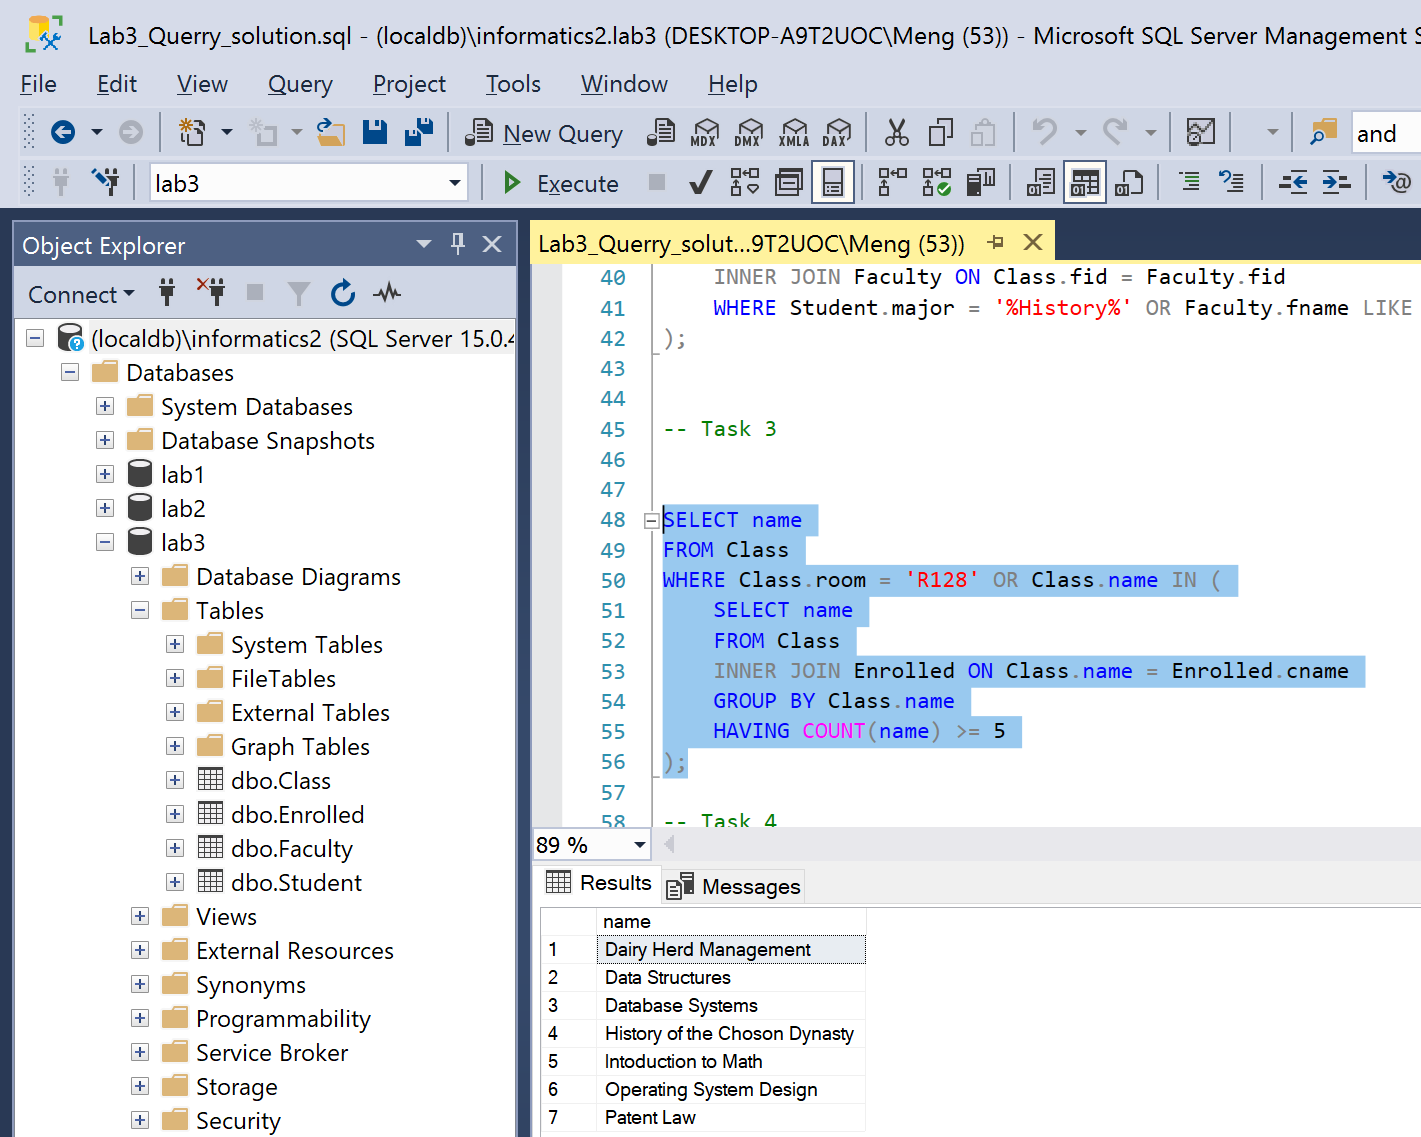 Lab3_Querry_solution.sql - (localdb)\informatics2.lab3 (DESKTOP-A9T2UOC\Meng (53)) - Microsoft SQL Server Management S
File Edit View Query Project Tools Window Help
New Query MDX DMX XMLA DAX and
lab3 Execute
Object Explorer
Connect
(localdb)\informatics2 (SQL Server 15.0.4
Databases
System Databases
Database Snapshots
lab1
lab2
lab3
Database Diagrams
Tables
System Tables
FileTables
External Tables
Graph Tables
dbo.Class
dbo.Enrolled
dbo.Faculty
dbo.Student
Views
External Resources
Synonyms
Programmability
Service Broker
Storage
Security
Lab3_Querry_solut...9T2UOC\Meng (53))
40 INNER JOIN Faculty ON Class.fid = Faculty.fid
41 WHERE Student.major = '%History%' OR Faculty.fname LIKE
42 );
43
44
45 -- Task 3
46
47
48 SELECT name
49 FROM Class
50 WHERE Class.room = 'R128' OR Class.name IN (
51 SELECT name
52 FROM Class
53 INNER JOIN Enrolled ON Class.name = Enrolled.cname
54 GROUP BY Class.name
55 HAVING COUNT(name) >= 5
56 );
57
58 -- Task 4
89 %
Results Messages
name
1 Dairy Herd Management
2 Data Structures
3 Database Systems
4 History of the Choson Dynasty
5 Intoduction to Math
6 Operating System Design
7 Patent Law